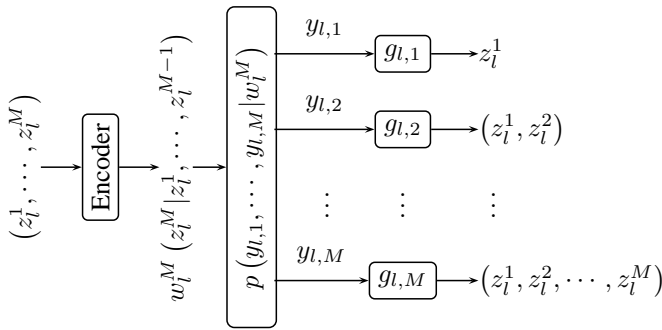 (z_l^1, ⋯, z_l^M)
Encoder
w_l^M (z_l^M | z_l^1, ⋯, z_l^{M−1})
p (y_{l,1}, ⋯, y_{l,M} | w_l^M)
y_{l,1}
g_{l,1}
z_l^1
y_{l,2}
g_{l,2}
(z_l^1, z_l^2)
⋮ ⋮ ⋮
y_{l,M}
g_{l,M}
(z_l^1, z_l^2, ⋯, z_l^M)